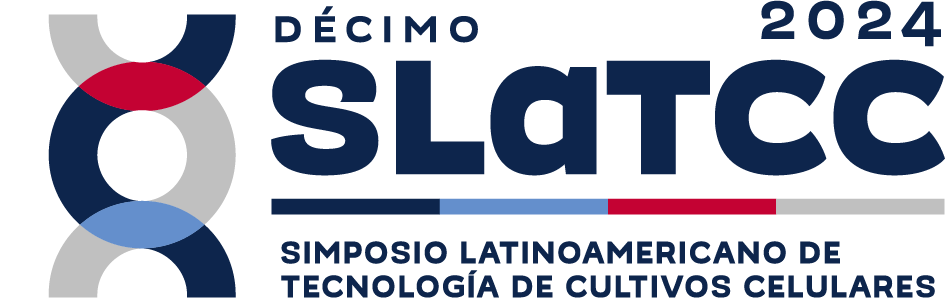 DÉCIMO
2024
SLaTCC
SIMPOSIO LATINOAMERICANO DE
TECNOLOGÍA DE CULTIVOS CELULARES